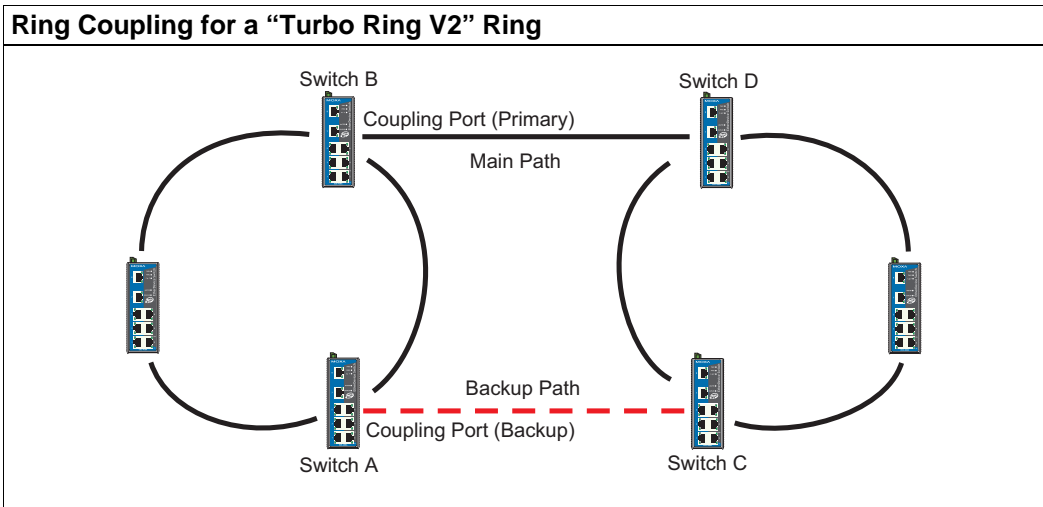 Ring Coupling for a “Turbo Ring V2” Ring
Switch B
Switch D
Coupling Port (Primary)
Main Path
Backup Path
Coupling Port (Backup)
Switch A
Switch C